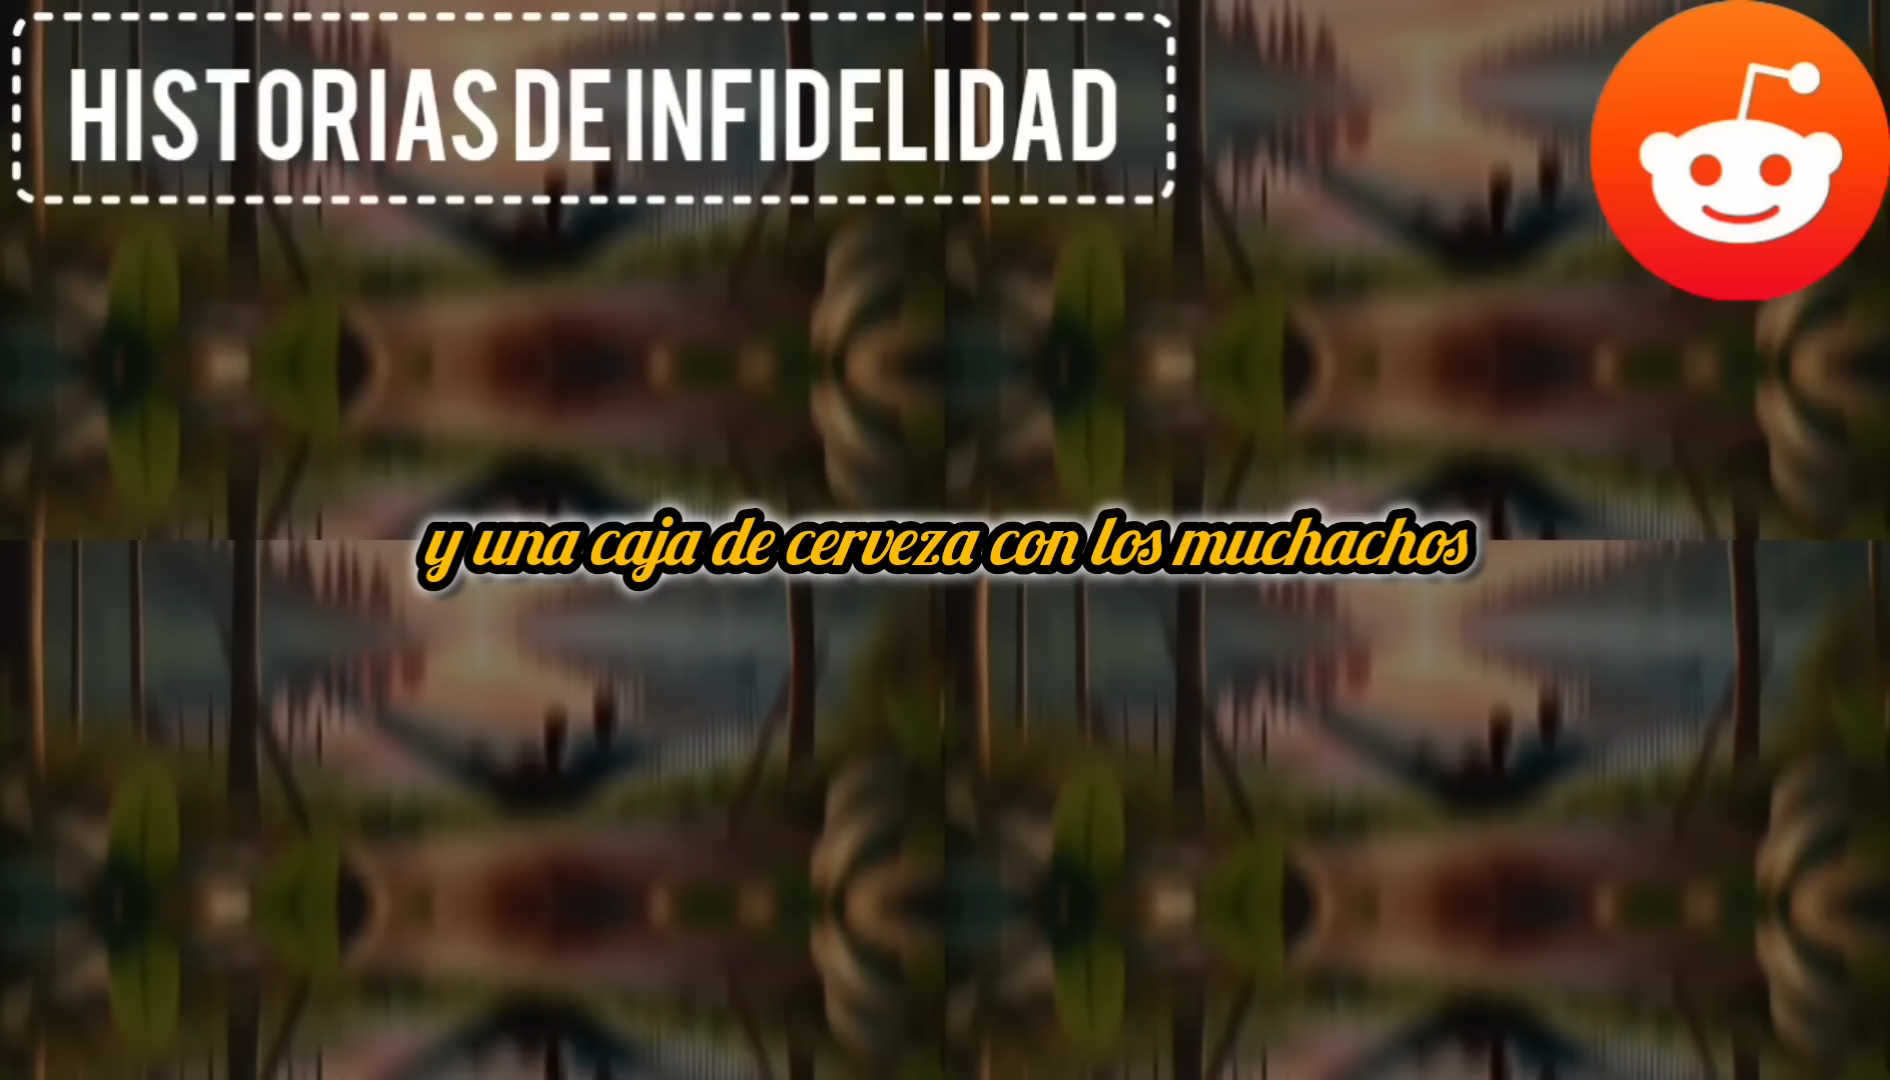 HISTORIAS DE INFIDELIDAD
y una caja de cerveza con los muchachos